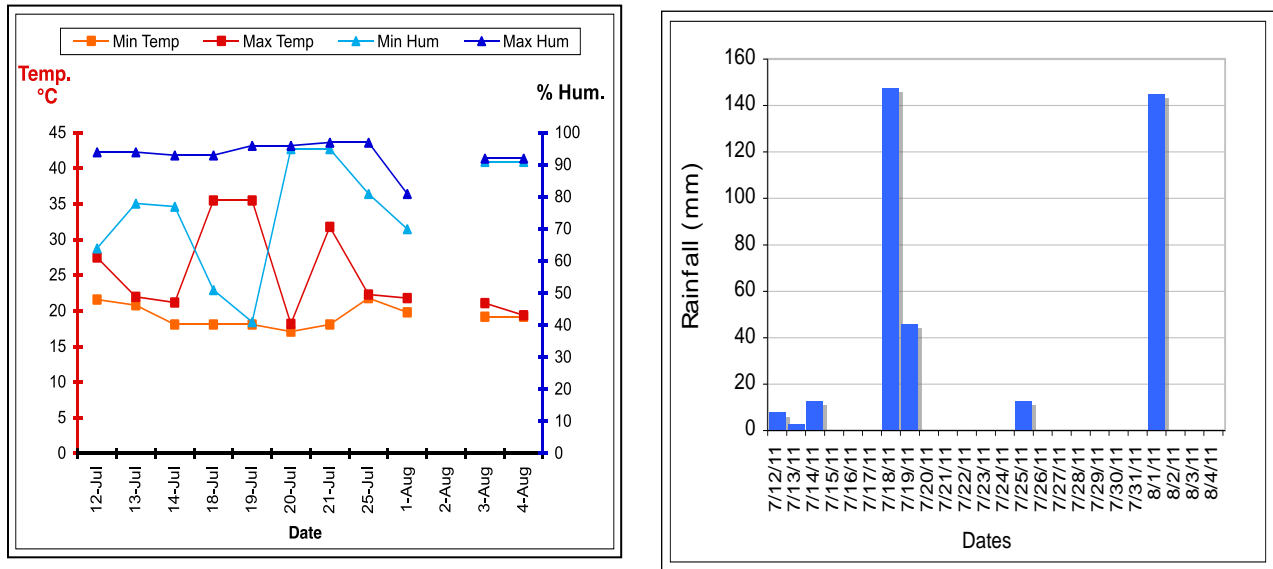 Min Temp Max Temp Min Hum Max Hum
Temp.
°C
% Hum.
45
40
35
30
25
20
15
10
5
0
100
90
80
70
60
50
40
30
20
10
0
12-Jul
13-Jul
14-Jul
18-Jul
19-Jul
20-Jul
21-Jul
25-Jul
1-Aug
2-Aug
3-Aug
4-Aug
Date
Rainfall (mm)
160
140
120
100
80
60
40
20
0
7/12/11
7/13/11
7/14/11
7/15/11
7/16/11
7/17/11
7/18/11
7/19/11
7/20/11
7/21/11
7/22/11
7/23/11
7/24/11
7/25/11
7/26/11
7/27/11
7/28/11
7/29/11
7/30/11
7/31/11
8/1/11
8/2/11
8/3/11
8/4/11
Dates